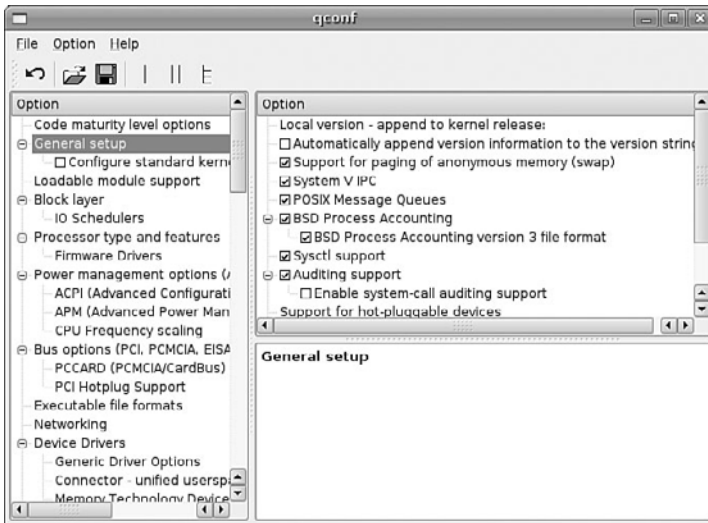 qconf
File Option Help
Option
Code maturity level options
General setup
Configure standard kerne
Loadable module support
Block layer
IO Schedulers
Processor type and features
Firmware Drivers
Power management options (A
ACPI (Advanced Configurati
APM (Advanced Power Man
CPU Frequency scaling
Bus options (PCI, PCMCIA, EISA
PCCARD (PCMCIA/CardBus)
PCI Hotplug Support
Executable file formats
Networking
Device Drivers
Generic Driver Options
Connector - unified userspa
Memory Technology Device
Option
Local version - append to kernel release:
Automatically append version information to the version string
Support for paging of anonymous memory (swap)
System V IPC
POSIX Message Queues
BSD Process Accounting
BSD Process Accounting version 3 file format
Sysctl support
Auditing support
Enable system-call auditing support
Support for hot-pluggable devices
General setup